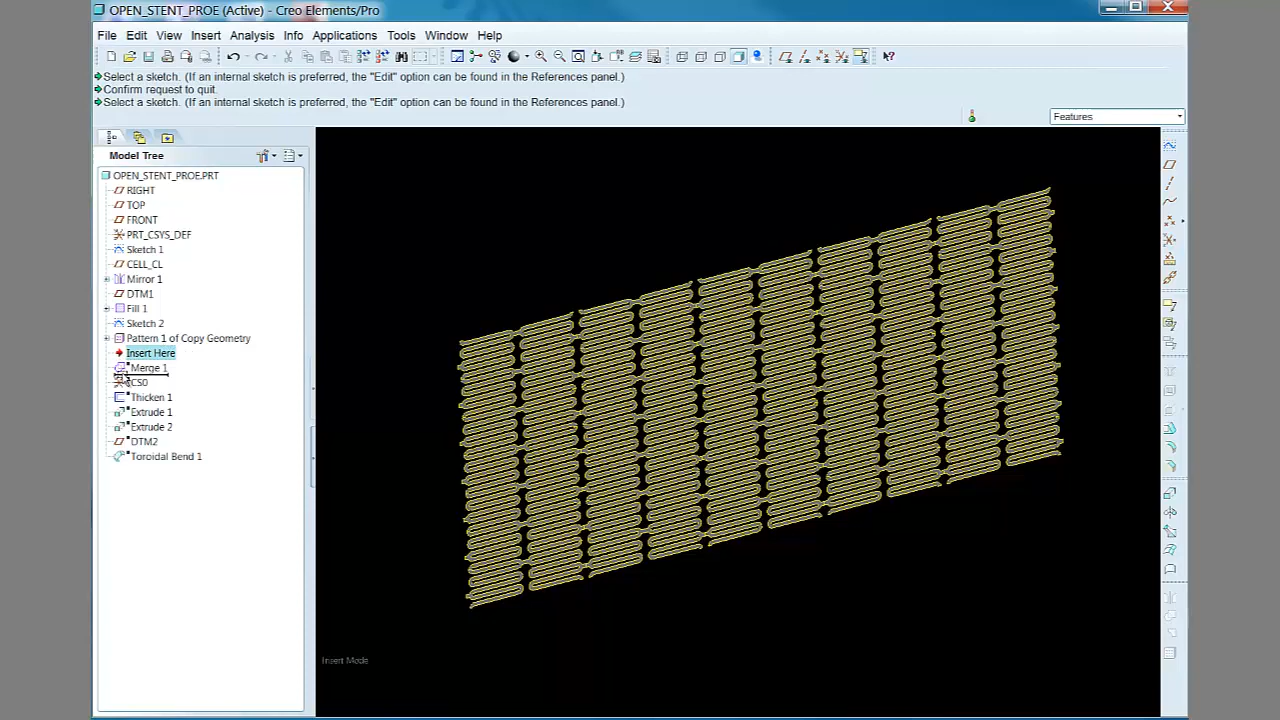 OPEN_STENT_PROE (Active) - Creo Elements/Pro
File Edit View Insert Analysis Info Applications Tools Window Help
Select a sketch. (If an internal sketch is preferred, the "Edit" option can be found in the References panel.)
Confirm request to quit.
Select a sketch. (If an internal sketch is preferred, the "Edit" option can be found in the References panel.)
Features
Model Tree
OPEN_STENT_PROE.PRT
RIGHT
TOP
FRONT
PRT_CSYS_DEF
Sketch 1
CELL_CL
Mirror 1
DTM1
Fill 1
Sketch 2
Pattern 1 of Copy Geometry
Insert Here
Merge 1
CS0
Thicken 1
Extrude 1
Extrude 2
DTM2
Toroidal Bend 1
Insert Mode